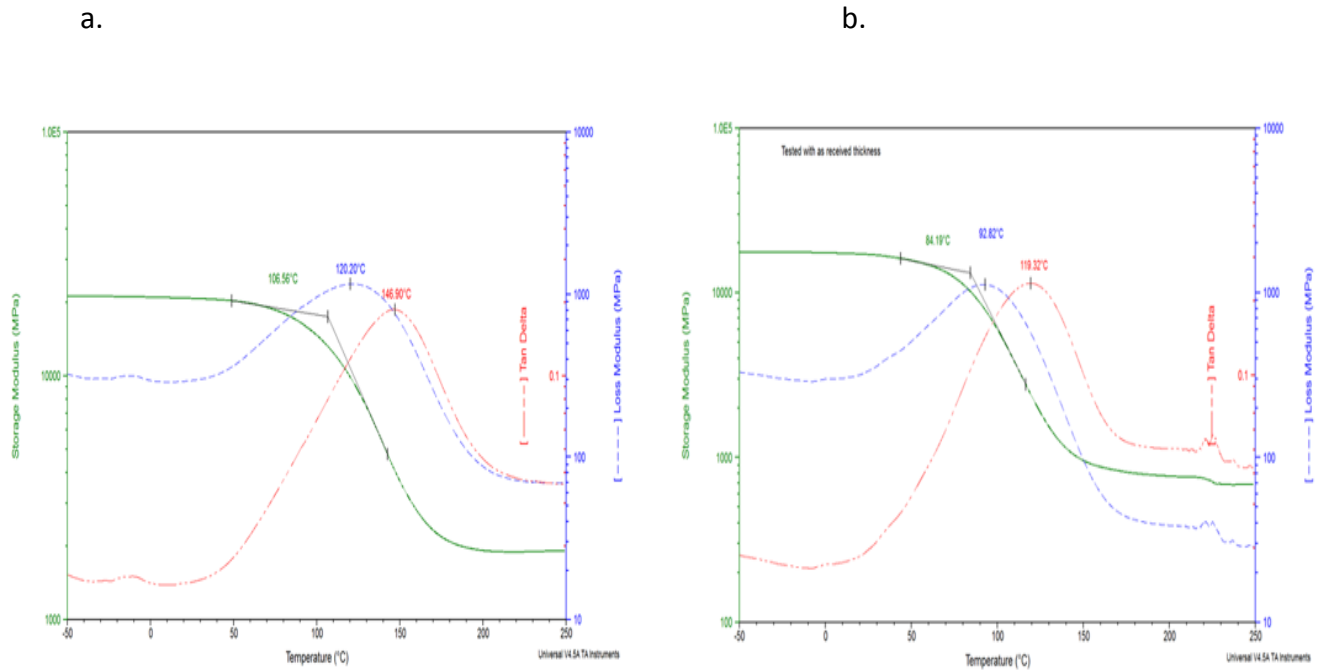 a.
b.
1.0E5
10000
1000
Storage Modulus (MPa)
106.56°C
120.20°C
146.90°C
[ —— – – ] Tan Delta
0.1
10000
1000
100
10
[ – – – – ] Loss Modulus (MPa)
-50 0 50 100 150 200 250
Temperature (°C)
Universal V4.5A TA Instruments
1.0E5
10000
1000
100
Storage Modulus (MPa)
Tested with as received thickness
84.19°C
92.82°C
119.32°C
[ —— – – ] Tan Delta
0.1
10000
1000
100
10
[ – – – – ] Loss Modulus (MPa)
-50 0 50 100 150 200 250
Temperature (°C)
Universal V4.5A TA Instruments